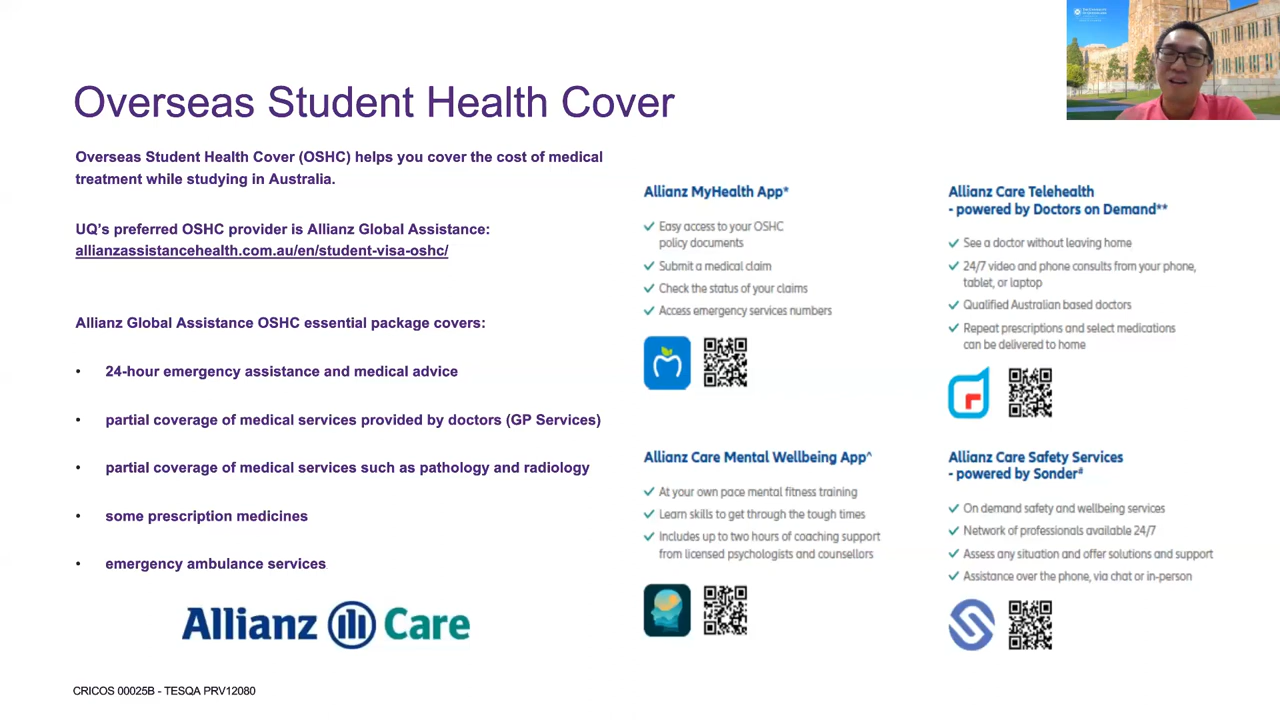 Overseas Student Health Cover
Overseas Student Health Cover (OSHC) helps you cover the cost of medical
treatment while studying in Australia.
UQ's preferred OSHC provider is Allianz Global Assistance:
allianzassistancehealth.com.au/en/student-visa-oshc/
Allianz Global Assistance OSHC essential package covers:
• 24-hour emergency assistance and medical advice
• partial coverage of medical services provided by doctors (GP Services)
• partial coverage of medical services such as pathology and radiology
• some prescription medicines
• emergency ambulance services
Allianz Care
CRICOS 00025B - TESQA PRV12080
Allianz MyHealth App*
✓ Easy access to your OSHC
policy documents
✓ Submit a medical claim
✓ Check the status of your claims
✓ Access emergency services numbers
Allianz Care Telehealth
- powered by Doctors on Demand**
✓ See a doctor without leaving home
✓ 24/7 video and phone consults from your phone,
tablet, or laptop
✓ Qualified Australian based doctors
✓ Repeat prescriptions and select medications
can be delivered to home
Allianz Care Mental Wellbeing App^
✓ At your own pace mental fitness training
✓ Learn skills to get through the tough times
✓ Includes up to two hours of coaching support
from licensed psychologists and counsellors
Allianz Care Safety Services
- powered by Sonder#
✓ On demand safety and wellbeing services
✓ Network of professionals available 24/7
✓ Assess any situation and offer solutions and support
✓ Assistance over the phone, via chat or in-person